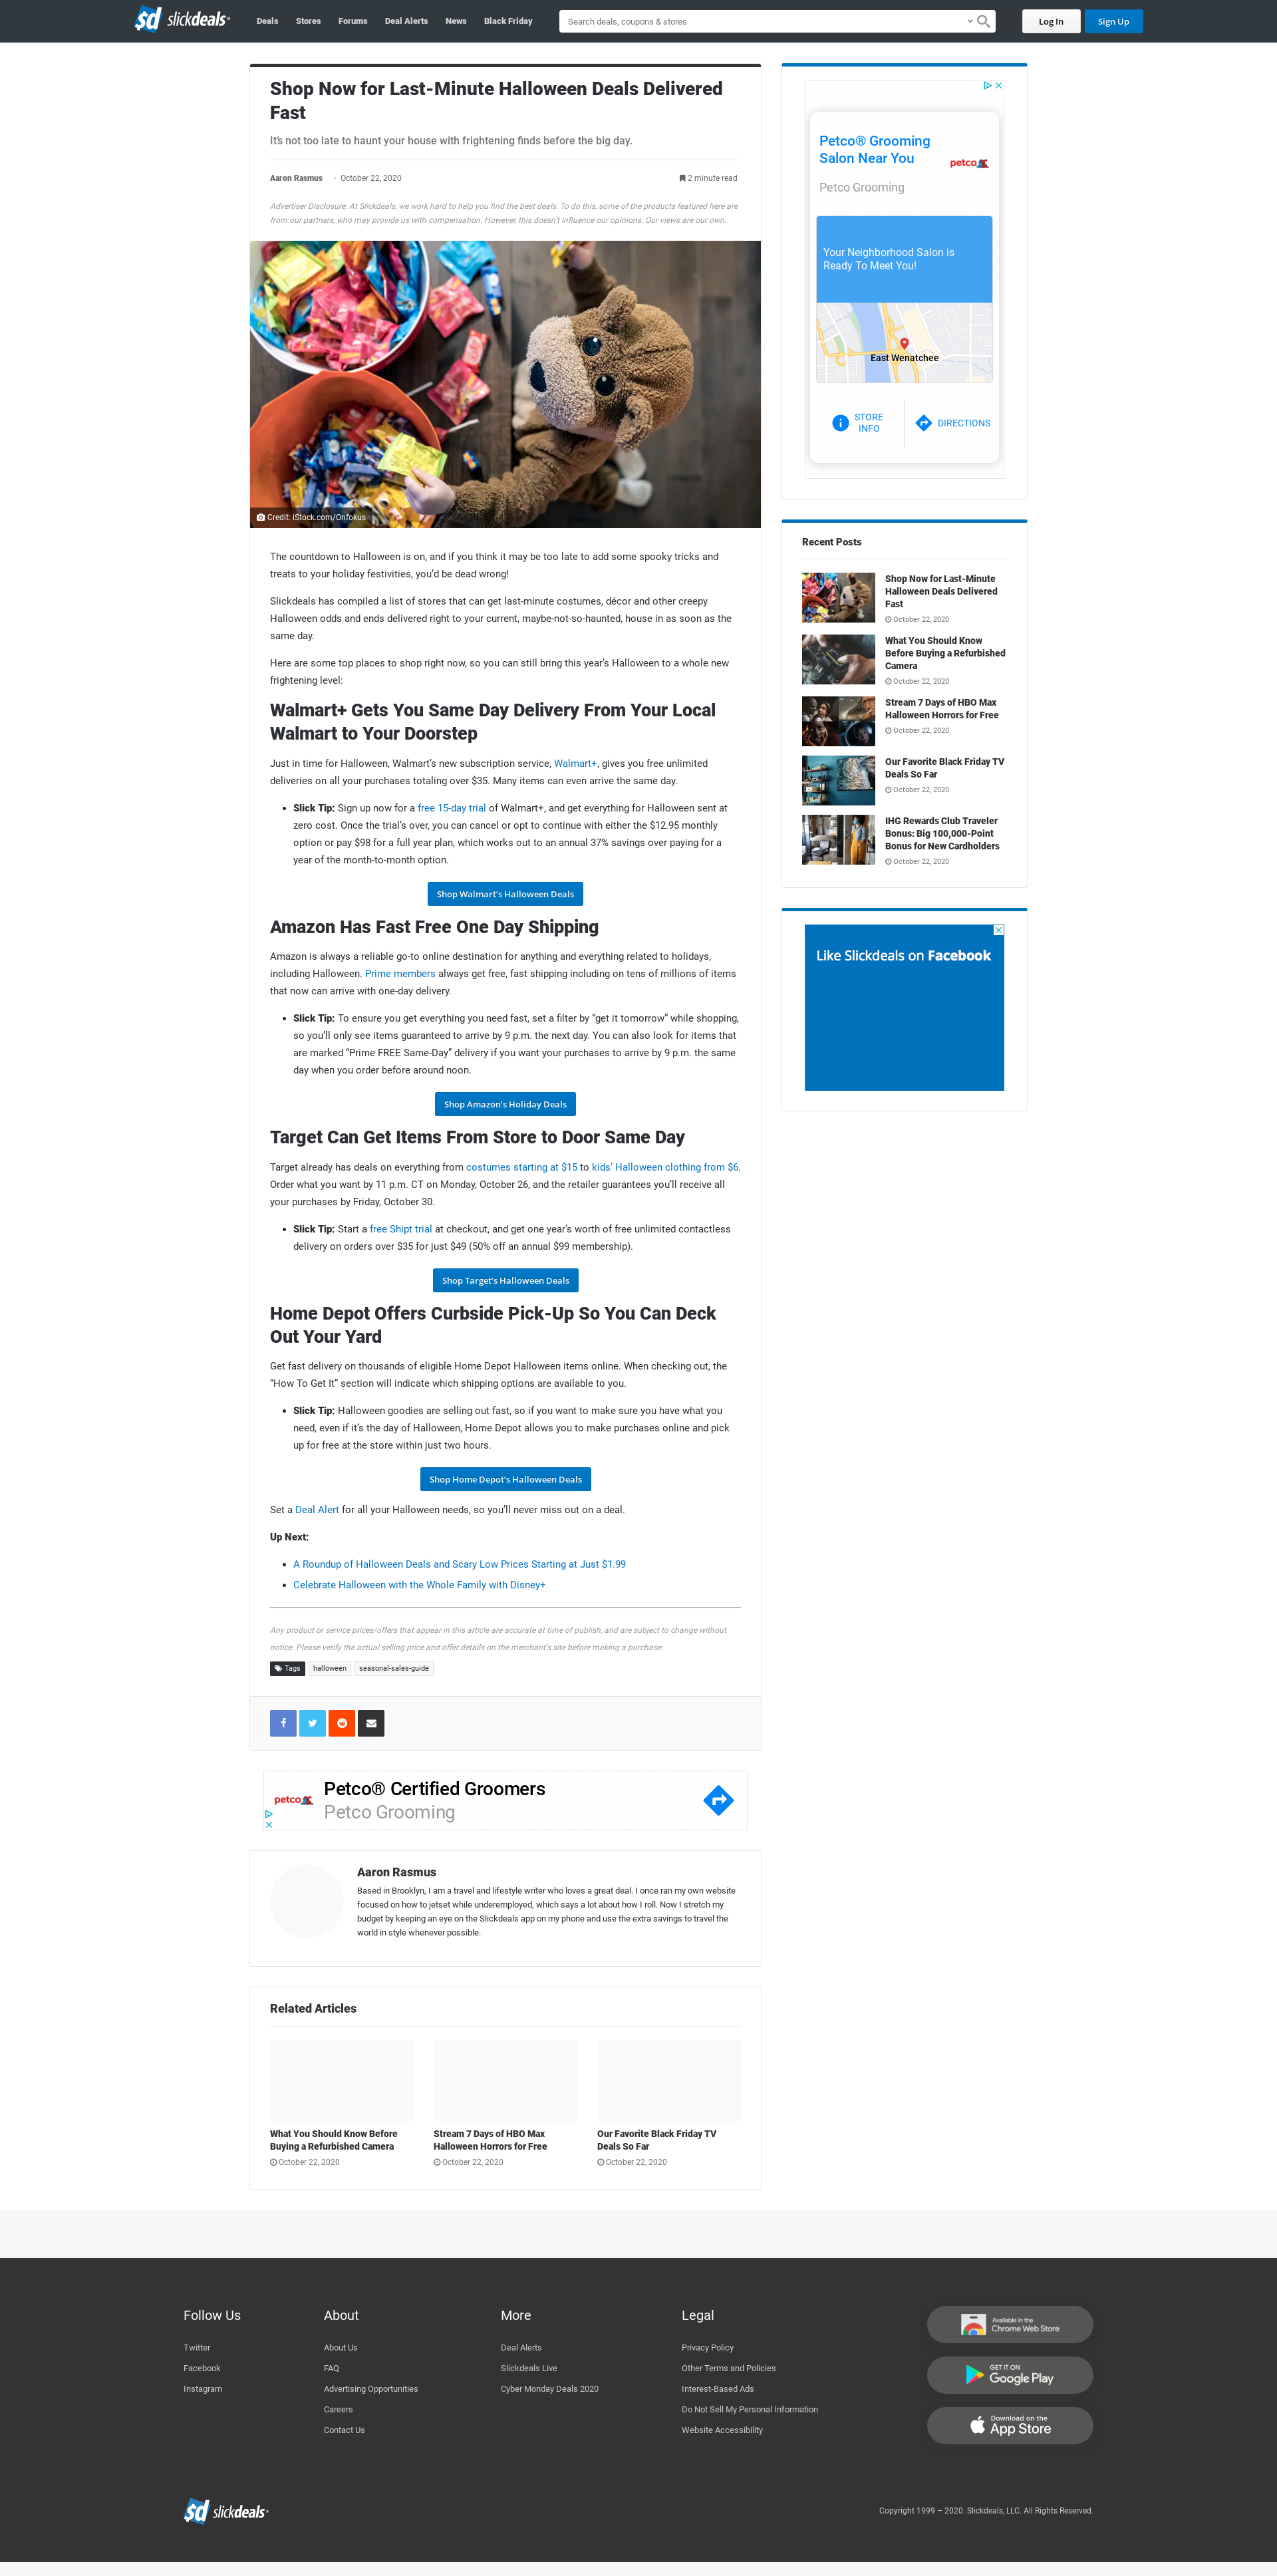 slickdeals
Deals
Stores
Forums
Deal Alerts
News
Black Friday
Search deals, coupons & stores
Log In
Sign Up
Shop Now for Last-Minute Halloween Deals Delivered
Fast
It's not too late to haunt your house with frightening finds before the big day.
Aaron Rasmus - October 22, 2020
2 minute read
Advertiser Disclosure: At Slickdeals, we work hard to help you find the best deals. To do this, some of the products featured here are
from our partners, who may provide us with compensation. However, this doesn't influence our opinions. Our views are our own.
Credit: iStock.com/Onfokus
The countdown to Halloween is on, and if you think it may be too late to add some spooky tricks and
treats to your holiday festivities, you'd be dead wrong!
Slickdeals has compiled a list of stores that can get last-minute costumes, décor and other creepy
Halloween odds and ends delivered right to your current, maybe-not-so-haunted, house in as soon as the
same day.
Here are some top places to shop right now, so you can still bring this year's Halloween to a whole new
frightening level:
Walmart+ Gets You Same Day Delivery From Your Local
Walmart to Your Doorstep
Just in time for Halloween, Walmart's new subscription service, Walmart+, gives you free unlimited
deliveries on all your purchases totaling over $35. Many items can even arrive the same day.
• Slick Tip: Sign up now for a free 15-day trial of Walmart+, and get everything for Halloween sent at
zero cost. Once the trial's over, you can cancel or opt to continue with either the $12.95 monthly
option or pay $98 for a full year plan, which works out to an annual 37% savings over paying for a
year of the month-to-month option.
Shop Walmart's Halloween Deals
Amazon Has Fast Free One Day Shipping
Amazon is always a reliable go-to online destination for anything and everything related to holidays,
including Halloween. Prime members always get free, fast shipping including on tens of millions of items
that now can arrive with one-day delivery.
• Slick Tip: To ensure you get everything you need fast, set a filter by "get it tomorrow" while shopping,
so you'll only see items guaranteed to arrive by 9 p.m. the next day. You can also look for items that
are marked "Prime FREE Same-Day" delivery if you want your purchases to arrive by 9 p.m. the same
day when you order before around noon.
Shop Amazon's Holiday Deals
Target Can Get Items From Store to Door Same Day
Target already has deals on everything from costumes starting at $15 to kids' Halloween clothing from $6.
Order what you want by 11 p.m. CT on Monday, October 26, and the retailer guarantees you'll receive all
your purchases by Friday, October 30.
• Slick Tip: Start a free Shipt trial at checkout, and get one year's worth of free unlimited contactless
delivery on orders over $35 for just $49 (50% off an annual $99 membership).
Shop Target's Halloween Deals
Home Depot Offers Curbside Pick-Up So You Can Deck
Out Your Yard
Get fast delivery on thousands of eligible Home Depot Halloween items online. When checking out, the
"How To Get It" section will indicate which shipping options are available to you.
• Slick Tip: Halloween goodies are selling out fast, so if you want to make sure you have what you
need, even if it's the day of Halloween, Home Depot allows you to make purchases online and pick
up for free at the store within just two hours.
Shop Home Depot's Halloween Deals
Set a Deal Alert for all your Halloween needs, so you'll never miss out on a deal.
Up Next:
• A Roundup of Halloween Deals and Scary Low Prices Starting at Just $1.99
• Celebrate Halloween with the Whole Family with Disney+
Any product or service prices/offers that appear in this article are accurate at time of publish, and are subject to change without
notice. Please verify the actual selling price and offer details on the merchant's site before making a purchase.
Tags
halloween
seasonal-sales-guide
petco
Petco® Certified Groomers
Petco Grooming
Aaron Rasmus
Based in Brooklyn, I am a travel and lifestyle writer who loves a great deal. I once ran my own website
focused on how to jetset while underemployed, which says a lot about how I roll. Now I stretch my
budget by keeping an eye on the Slickdeals app on my phone and use the extra savings to travel the
world in style whenever possible.
Related Articles
What You Should Know Before
Buying a Refurbished Camera
October 22, 2020
Stream 7 Days of HBO Max
Halloween Horrors for Free
October 22, 2020
Our Favorite Black Friday TV
Deals So Far
October 22, 2020
Petco® Grooming
Salon Near You
petco
Petco Grooming
Your Neighborhood Salon is
Ready To Meet You!
East Wenatchee
STORE
INFO
DIRECTIONS
Recent Posts
Shop Now for Last-Minute
Halloween Deals Delivered
Fast
October 22, 2020
What You Should Know
Before Buying a Refurbished
Camera
October 22, 2020
Stream 7 Days of HBO Max
Halloween Horrors for Free
October 22, 2020
Our Favorite Black Friday TV
Deals So Far
October 22, 2020
IHG Rewards Club Traveler
Bonus: Big 100,000-Point
Bonus for New Cardholders
October 22, 2020
Like Slickdeals on Facebook
Follow Us
Twitter
Facebook
Instagram
About
About Us
FAQ
Advertising Opportunities
Careers
Contact Us
More
Deal Alerts
Slickdeals Live
Cyber Monday Deals 2020
Legal
Privacy Policy
Other Terms and Policies
Interest-Based Ads
Do Not Sell My Personal Information
Website Accessibility
Available in the
Chrome Web Store
GET IT ON
Google Play
Download on the
App Store
slickdeals
Copyright 1999 – 2020. Slickdeals, LLC. All Rights Reserved.